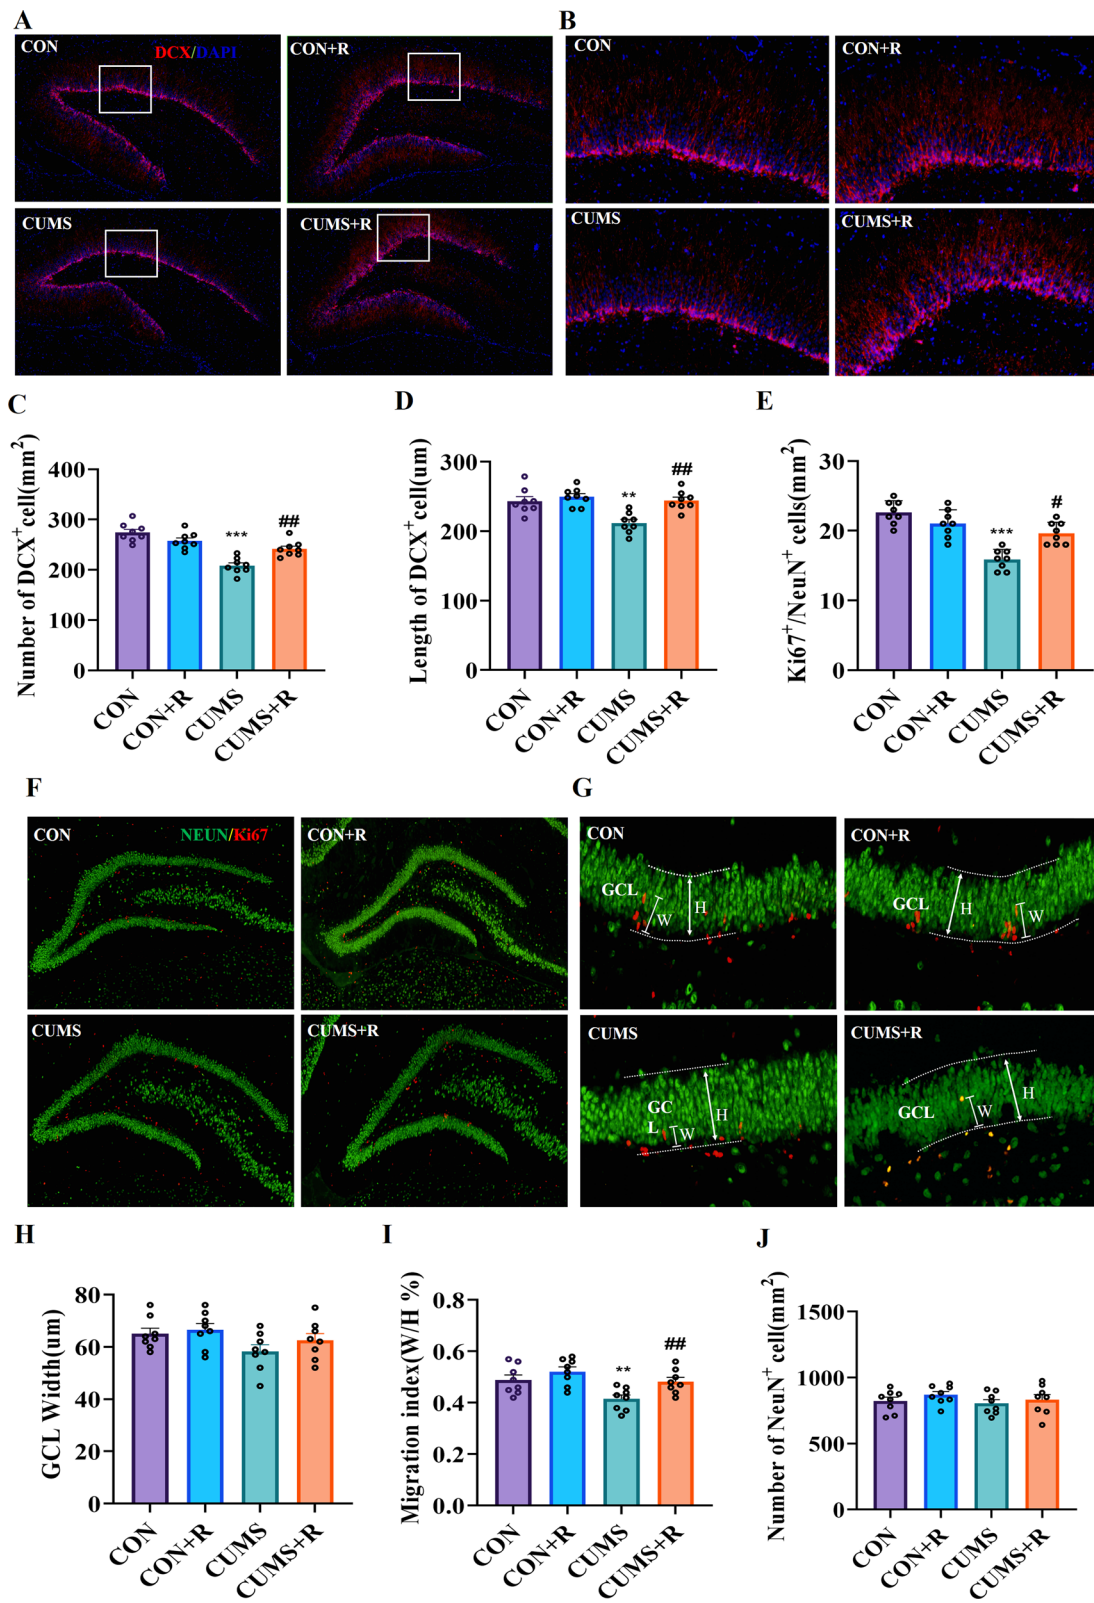 A
B
CON
DCX/DAPI
CON+R
CUMS
CUMS+R
CON
CON+R
CUMS
CUMS+R
C
D
E
Number of DCX⁺cell(mm²)
400
300
200
100
0
***
##
CON
CON+R
CUMS
CUMS+R
Length of DCX⁺cell(um)
300
200
100
0
**
##
CON
CON+R
CUMS
CUMS+R
Ki67⁺/NeuN⁺ cells(mm²)
30
20
10
0
***
#
CON
CON+R
CUMS
CUMS+R
F
G
CON
NEUN/Ki67
CON+R
CUMS
CUMS+R
CON
GCL
W
H
CON+R
GCL
H
W
CUMS
GC
L
W
H
CUMS+R
GCL
W
H
H
I
J
GCL Width(um)
80
60
40
20
0
CON
CON+R
CUMS
CUMS+R
Migration index(W/H %)
0.8
0.6
0.4
0.2
0.0
**
##
CON
CON+R
CUMS
CUMS+R
Number of NeuN⁺ cell(mm²)
1500
1000
500
0
CON
CON+R
CUMS
CUMS+R